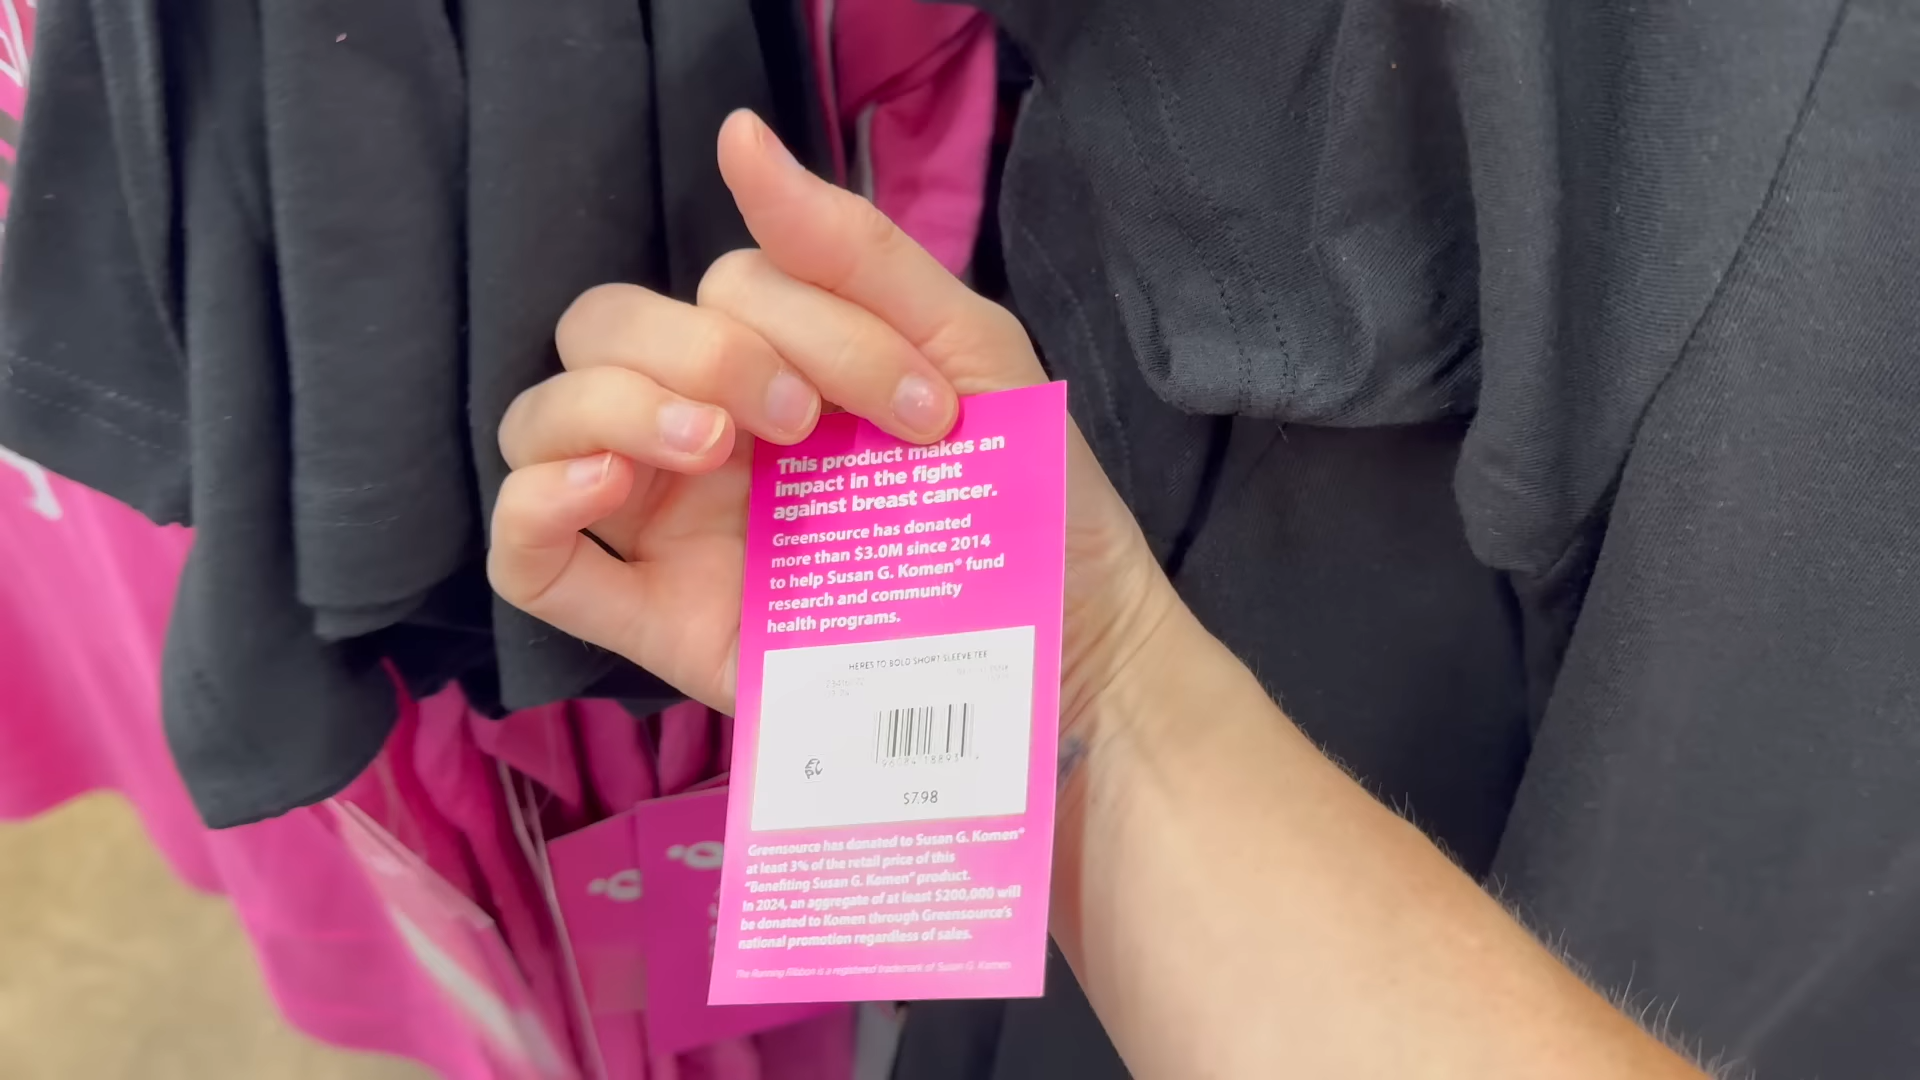 This product makes an
impact in the fight
against breast cancer.
Greensource has donated
more than $3.0M since 2014
to help Susan G. Komen® fund
research and community
health programs.
HERES TO BOLD SHORT SLEEVE TEE
$7.98
Greensource has donated to Susan G. Komen®
at least 3% of the retail price of this
"Benefiting Susan G. Komen" product.
In 2024, an aggregate of at least $200,000 will
be donated to Komen through Greensource's
national promotion regardless of sales.
The Running Ribbon is a registered trademark of Susan G. Komen.